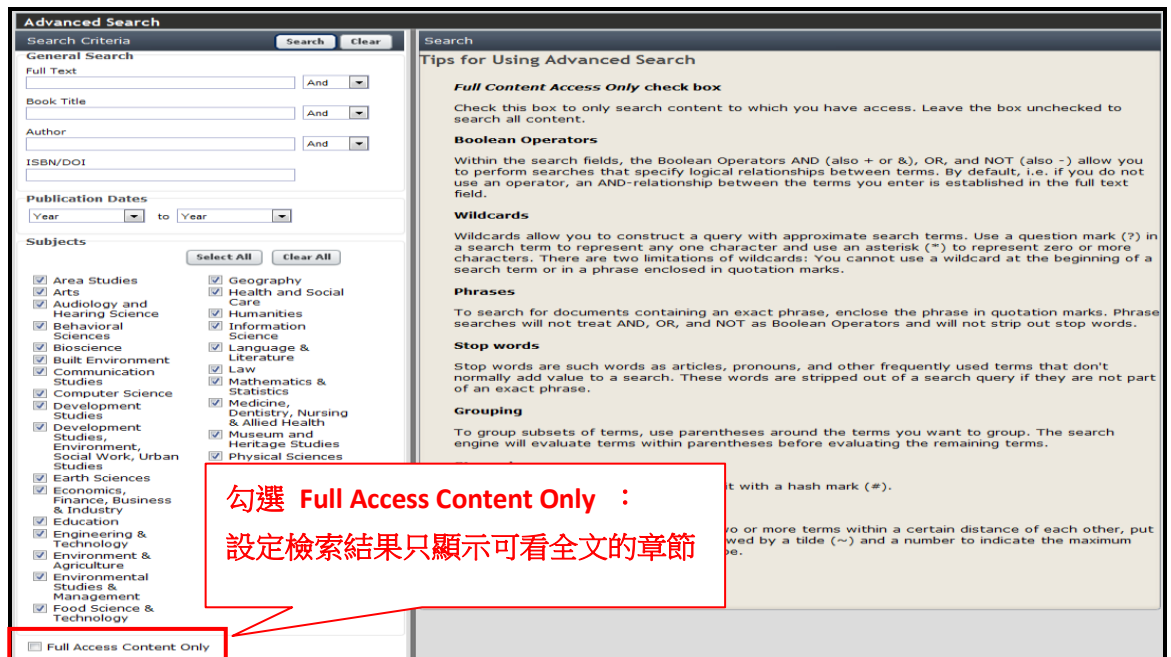 Advanced Search
Search Criteria
Search
Clear
General Search
Full Text
And
Book Title
And
Author
And
ISBN/DOI
Publication Dates
Year
to
Year
Subjects
Select All
Clear All
Area Studies
Arts
Audiology and
Hearing Science
Behavioral
Sciences
Bioscience
Built Environment
Communication
Studies
Computer Science
Development
Studies
Development
Studies,
Environment,
Social Work, Urban
Studies
Earth Sciences
Economics,
Finance, Business
& Industry
Education
Engineering &
Technology
Environment &
Agriculture
Environmental
Studies &
Management
Food Science &
Technology
Geography
Health and Social
Care
Humanities
Information
Science
Language &
Literature
Law
Mathematics &
Statistics
Medicine,
Dentistry, Nursing
& Allied Health
Museum and
Heritage Studies
Physical Sciences
Full Access Content Only
Search
Tips for Using Advanced Search
Full Content Access Only check box
Check this box to only search content to which you have access. Leave the box unchecked to
search all content.
Boolean Operators
Within the search fields, the Boolean Operators AND (also + or &), OR, and NOT (also -) allow you
to perform searches that specify logical relationships between terms. By default, i.e. if you do not
use an operator, an AND-relationship between the terms you enter is established in the full text
field.
Wildcards
Wildcards allow you to construct a query with approximate search terms. Use a question mark (?) in
a search term to represent any one character and use an asterisk (*) to represent zero or more
characters. There are two limitations of wildcards: You cannot use a wildcard at the beginning of a
search term or in a phrase enclosed in quotation marks.
Phrases
To search for documents containing an exact phrase, enclose the phrase in quotation marks. Phrase
searches will not treat AND, OR, and NOT as Boolean Operators and will not strip out stop words.
Stop words
Stop words are such words as articles, pronouns, and other frequently used terms that don't
normally add value to a search. These words are stripped out of a search query if they are not part
of an exact phrase.
Grouping
To group subsets of terms, use parentheses around the terms you want to group. The search
engine will evaluate terms within parentheses before evaluating the remaining terms.
it with a hash mark (#).
or more terms within a certain distance of each other, put
by a tilde (~) and a number to indicate the maximum
勾選 Full Access Content Only ：
設定檢索結果只顯示可看全文的章節